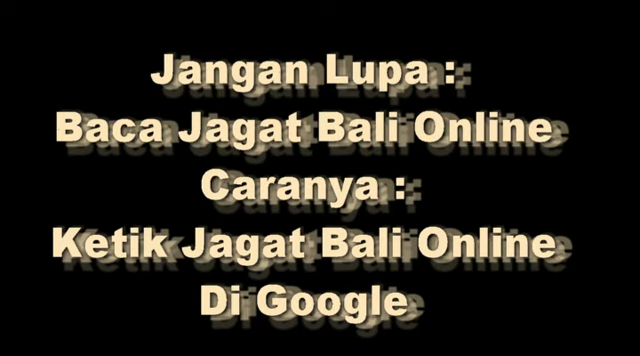 Jangan Lupa :
Baca Jagat Bali Online
Caranya :
Ketik Jagat Bali Online
Di Google